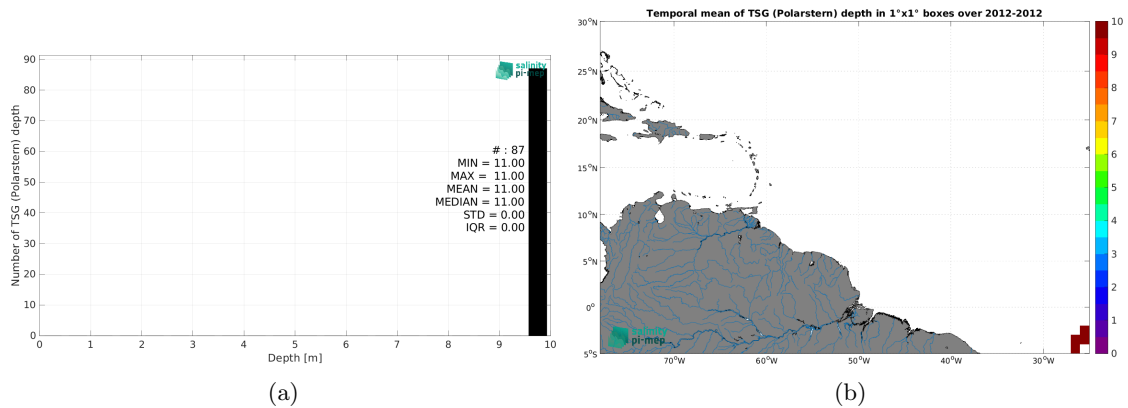 Number of TSG (Polarstern) depth
90
80
70
60
50
40
30
20
10
0
salinity
pi-mep
# : 87
MIN = 11.00
MAX = 11.00
MEAN = 11.00
MEDIAN = 11.00
STD = 0.00
IQR = 0.00
0 1 2 3 4 5 6 7 8 9 10
Depth [m]
(a)
Temporal mean of TSG (Polarstern) depth in 1°x1° boxes over 2012-2012
30°N
25°N
20°N
15°N
10°N
5°N
0°
5°S
70°W 60°W 50°W 40°W 30°W
salinity
pi-mep
10
9
8
7
6
5
4
3
2
1
0
(b)